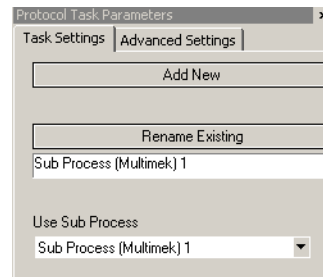 Protocol Task Parameters
Task Settings Advanced Settings
Add New
Rename Existing
Sub Process (Multimek) 1
Use Sub Process
Sub Process (Multimek) 1